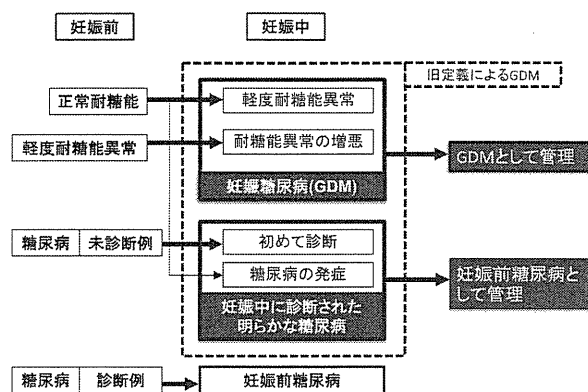 妊娠前
妊娠中
旧定義によるGDM
正常耐糖能
軽度耐糖能異常
軽度耐糖能異常
耐糖能異常の増悪
妊娠糖尿病(GDM)
GDMとして管理
糖尿病 未診断例
初めて診断
糖尿病の発症
妊娠中に診断された
明らかな糖尿病
妊娠前糖尿病と
して管理
糖尿病 診断例
妊娠前糖尿病